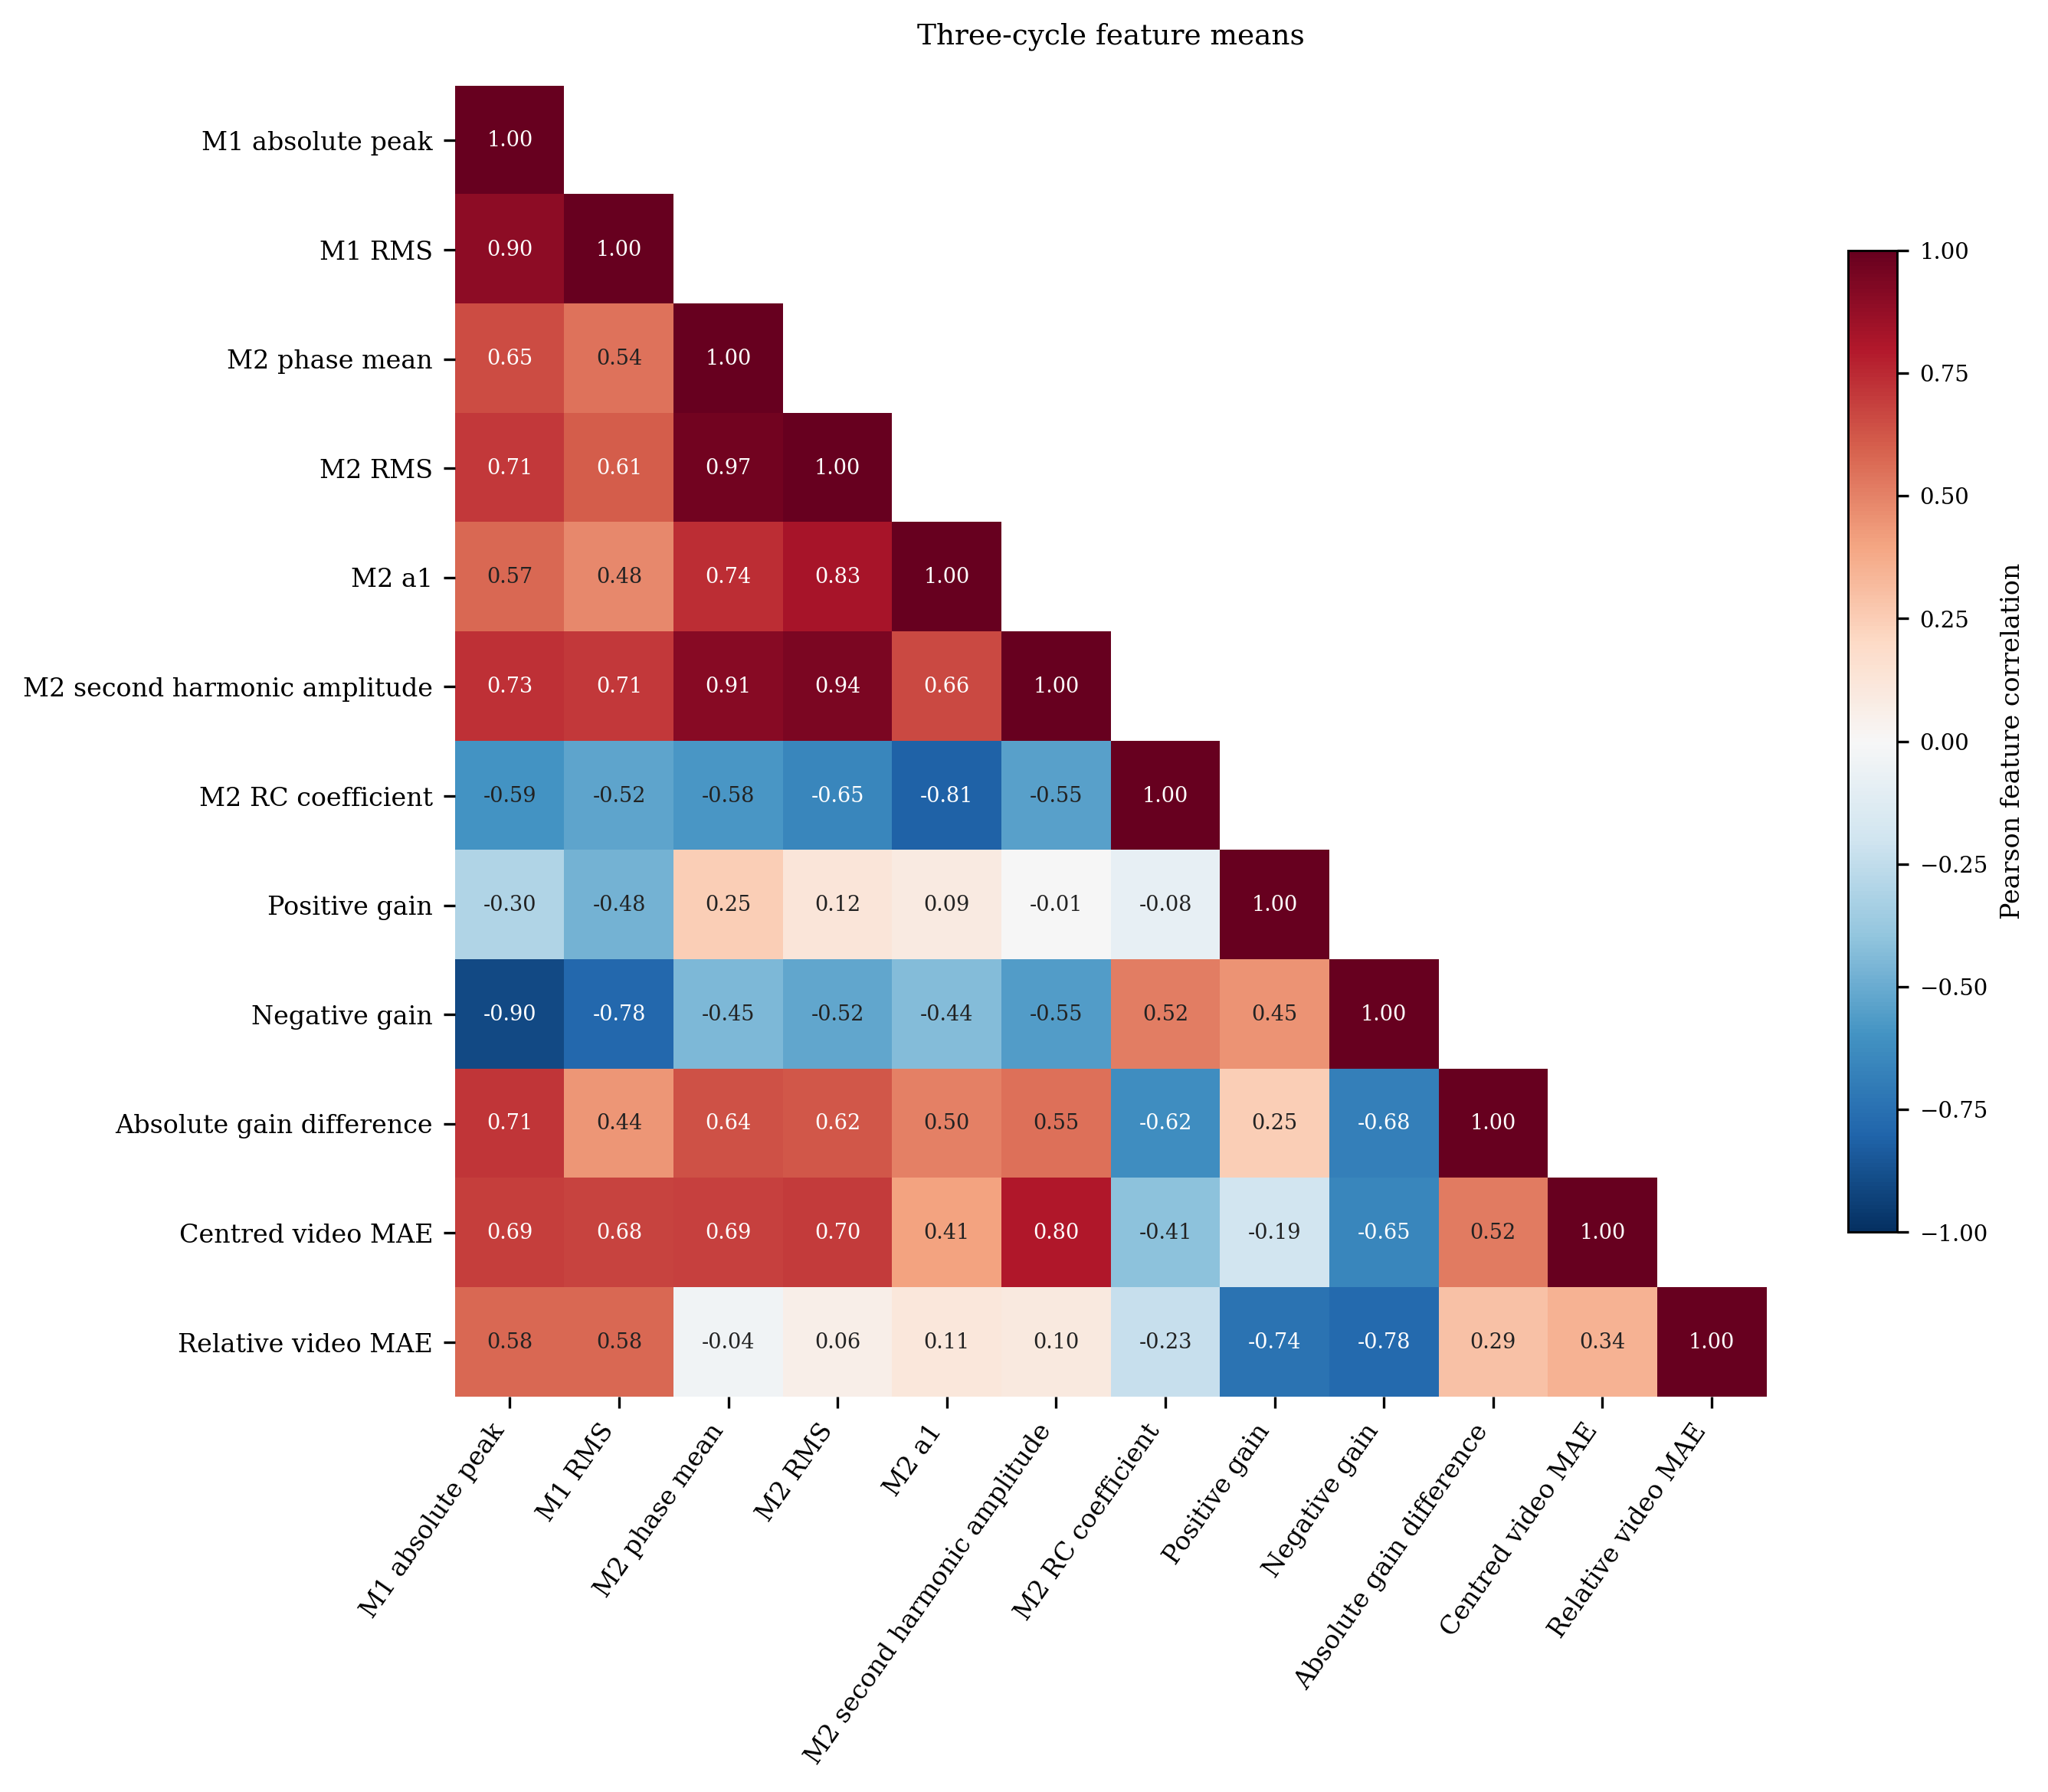 Three-cycle feature means
M1 absolute peak 1.00
M1 RMS 0.90 1.00
M2 phase mean 0.65 0.54 1.00
M2 RMS 0.71 0.61 0.97 1.00
M2 a1 0.57 0.48 0.74 0.83 1.00
M2 second harmonic amplitude 0.73 0.71 0.91 0.94 0.66 1.00
M2 RC coefficient -0.59 -0.52 -0.58 -0.65 -0.81 -0.55 1.00
Positive gain -0.30 -0.48 0.25 0.12 0.09 -0.01 -0.08 1.00
Negative gain -0.90 -0.78 -0.45 -0.52 -0.44 -0.55 0.52 0.45 1.00
Absolute gain difference 0.71 0.44 0.64 0.62 0.50 0.55 -0.62 0.25 -0.68 1.00
Centred video MAE 0.69 0.68 0.69 0.70 0.41 0.80 -0.41 -0.19 -0.65 0.52 1.00
Relative video MAE 0.58 0.58 -0.04 0.06 0.11 0.10 -0.23 -0.74 -0.78 0.29 0.34 1.00
M1 absolute peak
M1 RMS
M2 phase mean
M2 RMS
M2 a1
M2 second harmonic amplitude
M2 RC coefficient
Positive gain
Negative gain
Absolute gain difference
Centred video MAE
Relative video MAE
1.00
0.75
0.50
0.25
0.00
−0.25
−0.50
−0.75
−1.00
Pearson feature correlation